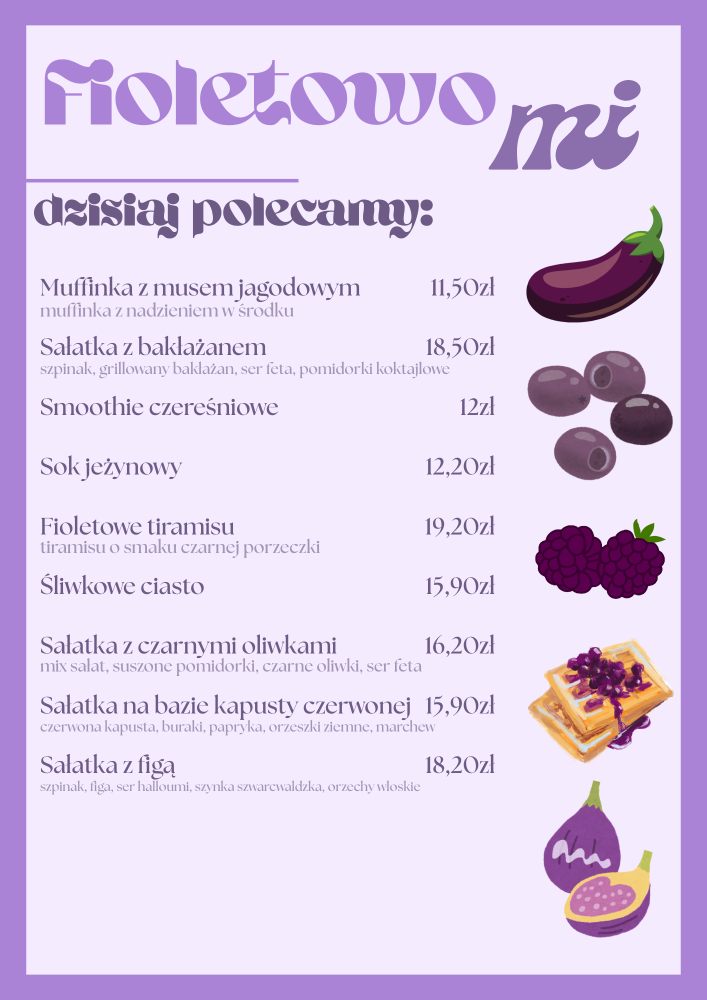 Fioletowo
mi
dzisiaj polecamy:
Muffinka z musem jagodowym 11,50zł
muffinka z nadzieniem w środku
Sałatka z bakłażanem 18,50zł
szpinak, grillowany bakłażan, ser feta, pomidorki koktajlowe
Smoothie czereśniowe 12zł
Sok jeżynowy 12,20zł
Fioletowe tiramisu 19,20zł
tiramisu o smaku czarnej porzeczki
Śliwkowe ciasto 15,90zł
Sałatka z czarnymi oliwkami 16,20zł
mix sałat, suszone pomidorki, czarne oliwki, ser feta
Sałatka na bazie kapusty czerwonej 15,90zł
czerwona kapusta, buraki, papryka, orzeszki ziemne, marchew
Sałatka z figą 18,20zł
szpinak, figa, ser halloumi, szynka szwarcwaldzka, orzechy włoskie